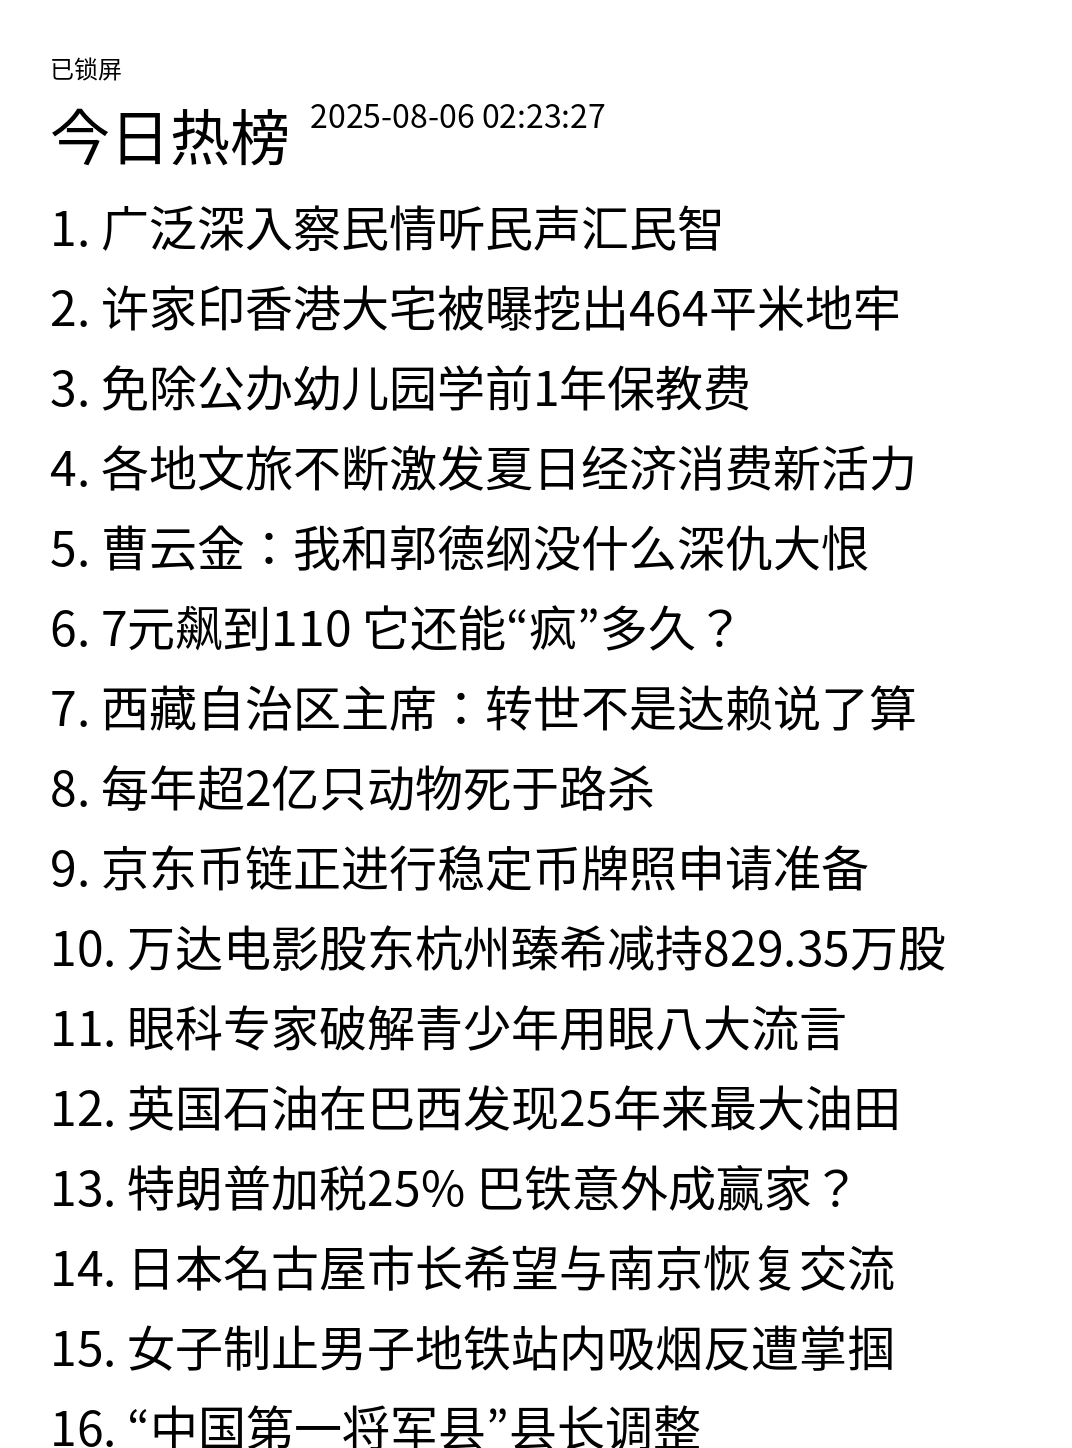 已锁屏
今日热榜 2025-08-06 02:23:27
1. 广泛深入察民情听民声汇民智
2. 许家印香港大宅被曝挖出464平米地牢
3. 免除公办幼儿园学前1年保教费
4. 各地文旅不断激发夏日经济消费新活力
5. 曹云金：我和郭德纲没什么深仇大恨
6. 7元飙到110 它还能“疯”多久？
7. 西藏自治区主席：转世不是达赖说了算
8. 每年超2亿只动物死于路杀
9. 京东币链正进行稳定币牌照申请准备
10. 万达电影股东杭州臻希减持829.35万股
11. 眼科专家破解青少年用眼八大流言
12. 英国石油在巴西发现25年来最大油田
13. 特朗普加税25% 巴铁意外成赢家？
14. 日本名古屋市长希望与南京恢复交流
15. 女子制止男子地铁站内吸烟反遭掌掴
16. “中国第一将军县”县长调整